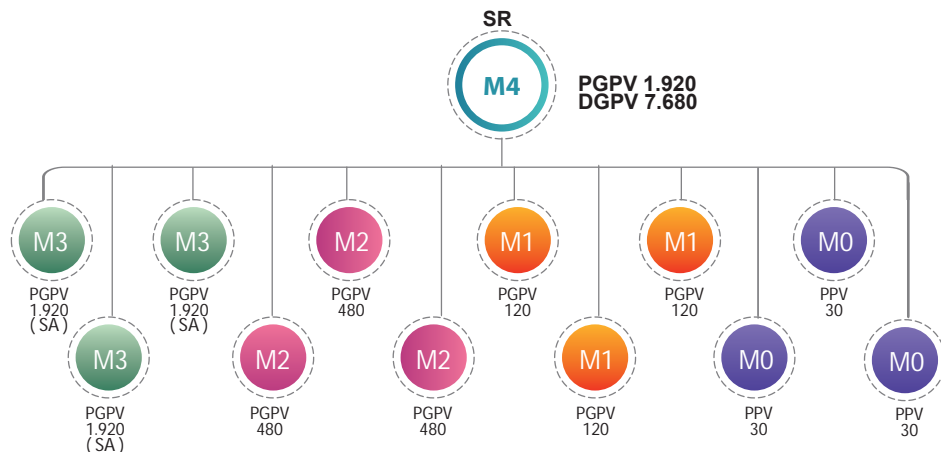 SR
M4
PGPV 1.920
DGPV 7.680
M3
M3
M2
M1
M1
M0
PGPV
1.920
( SA )
PGPV
1.920
( SA )
PGPV
480
PGPV
120
PGPV
120
PPV
30
M3
M2
M2
M1
M0
M0
PGPV
1.920
( SA )
PGPV
480
PGPV
480
PGPV
120
PPV
30
PPV
30